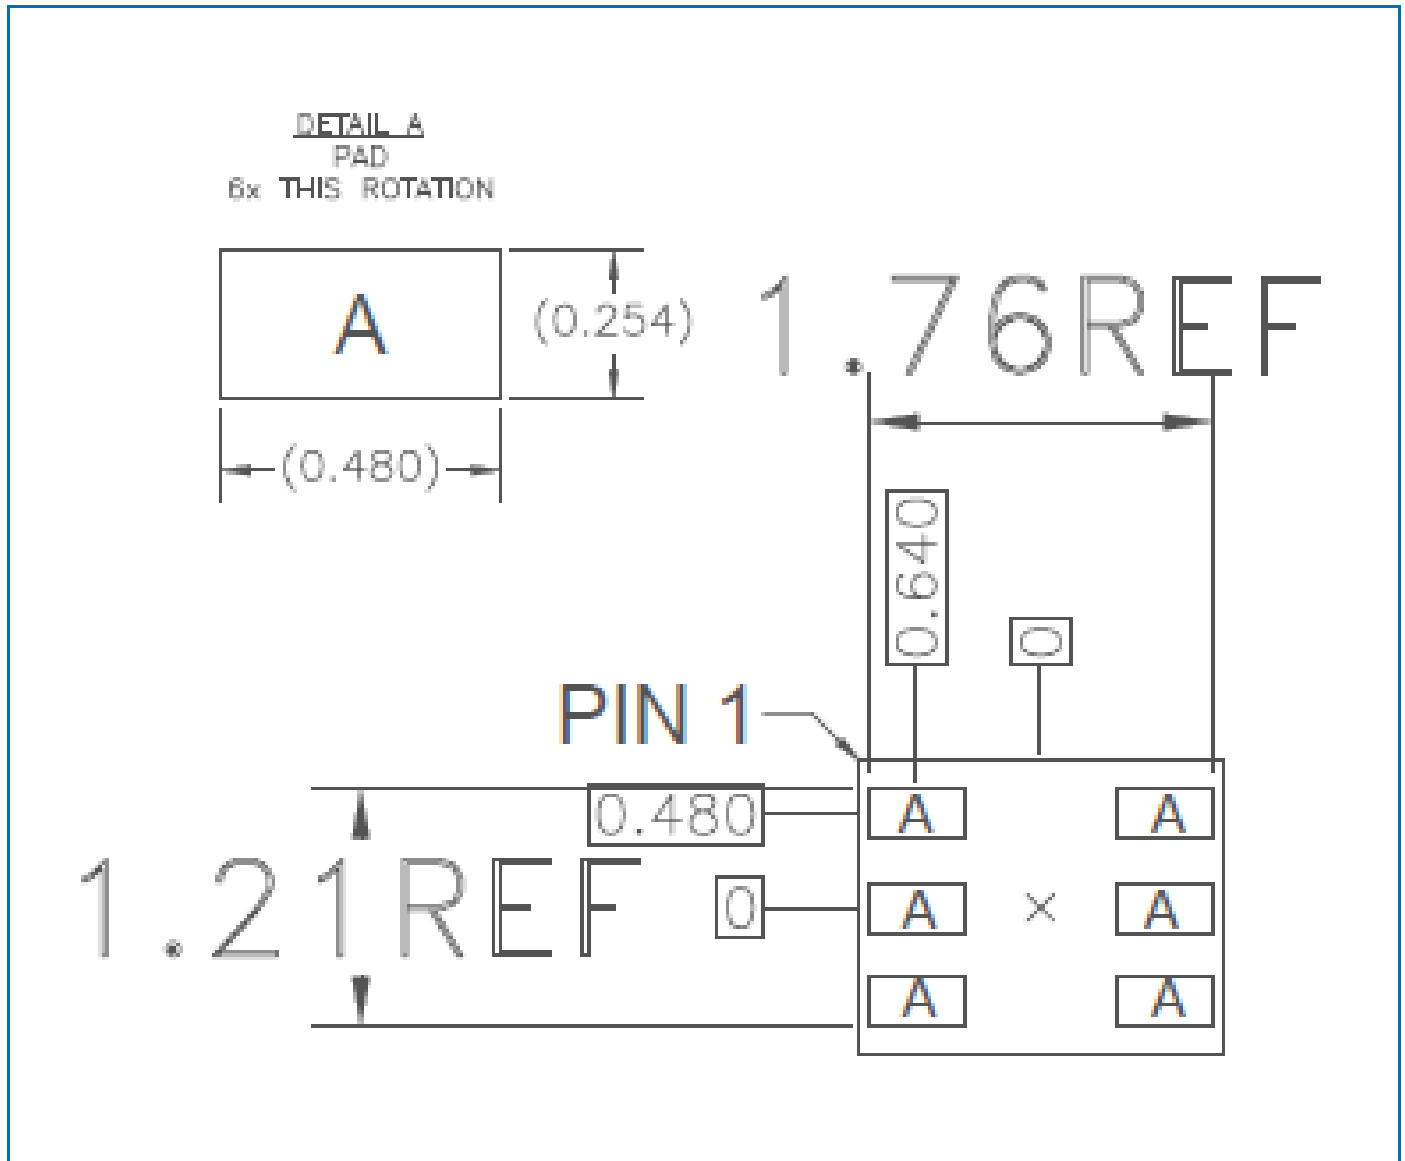 DETAIL A
PAD
6x THIS ROTATION
A
(0.254)
(0.480)
1.76REF
0.640
0
PIN 1
0.480
1.21REF
0
A A
A A
A A